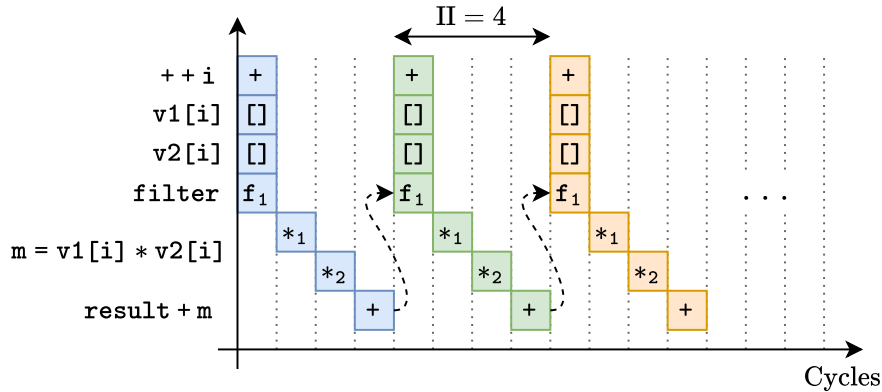 II = 4
++i + + +
v1[i] [] [] []
v2[i] [] [] []
filter f₁ f₁ f₁
...
m = v1[i] * v2[i] *₁ *₁ *₁
*₂ *₂ *₂
result + m + + +
Cycles